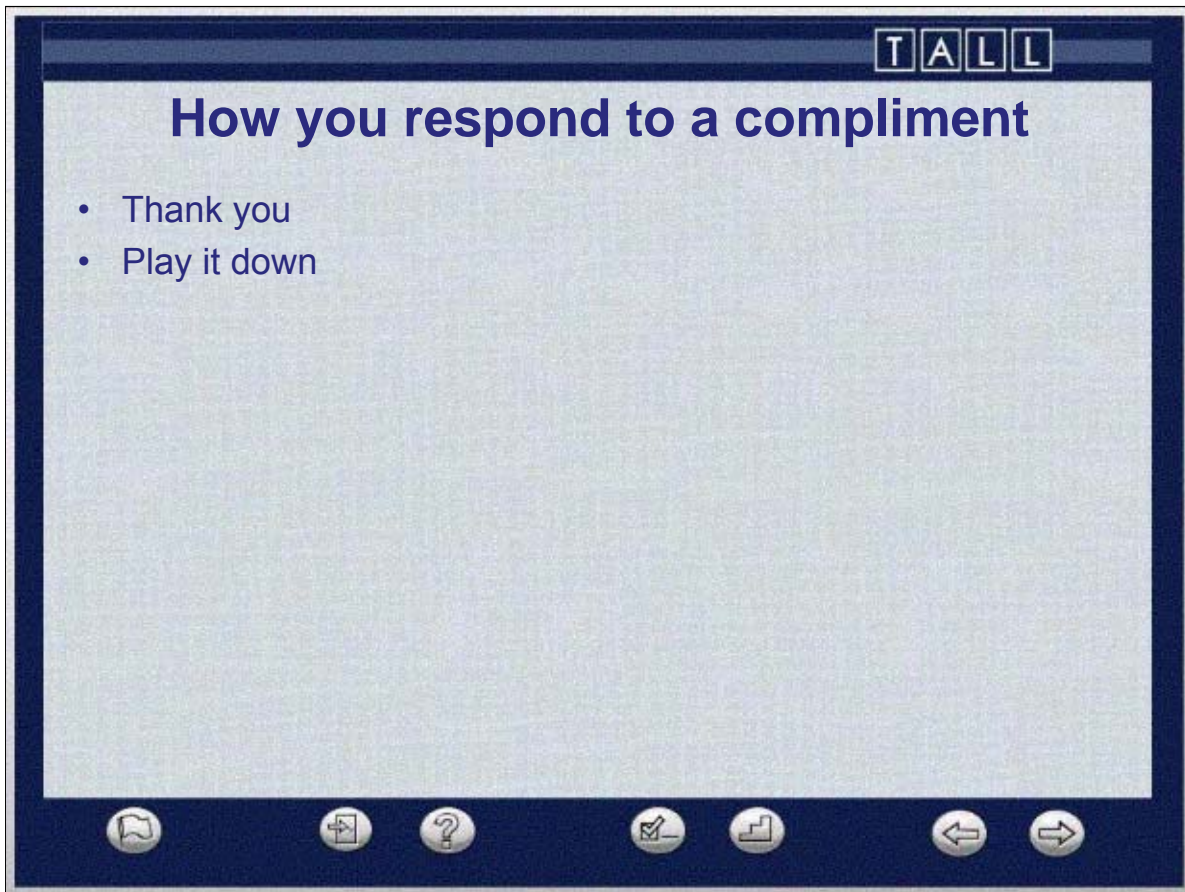 TALL
How you respond to a compliment
• Thank you
• Play it down